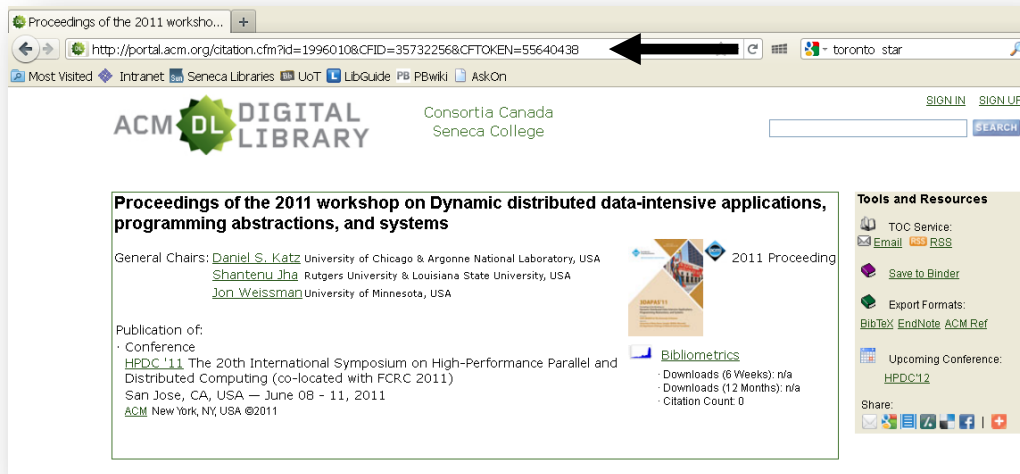 Proceedings of the 2011 worksho...
http://portal.acm.org/citation.cfm?id=1996010&CFID=35732256&CFTOKEN=55640438
toronto star
Most Visited Intranet Seneca Libraries UoT LibGuide PB PBwiki AskOn
SIGN IN SIGN UP
ACM DL DIGITAL LIBRARY
Consortia Canada
Seneca College
SEARCH
Proceedings of the 2011 workshop on Dynamic distributed data-intensive applications,
programming abstractions, and systems
General Chairs: Daniel S. Katz University of Chicago & Argonne National Laboratory, USA
Shantenu Jha Rutgers University & Louisiana State University, USA
Jon Weissman University of Minnesota, USA
2011 Proceeding
Publication of:
· Conference
HPDC '11 The 20th International Symposium on High-Performance Parallel and
Distributed Computing (co-located with FCRC 2011)
San Jose, CA, USA — June 08 - 11, 2011
ACM New York, NY, USA ©2011
Bibliometrics
· Downloads (6 Weeks): n/a
· Downloads (12 Months): n/a
· Citation Count: 0
Tools and Resources
TOC Service:
Email RSS RSS
Save to Binder
Export Formats:
BibTeX EndNote ACM Ref
Upcoming Conference:
HPDC'12
Share: